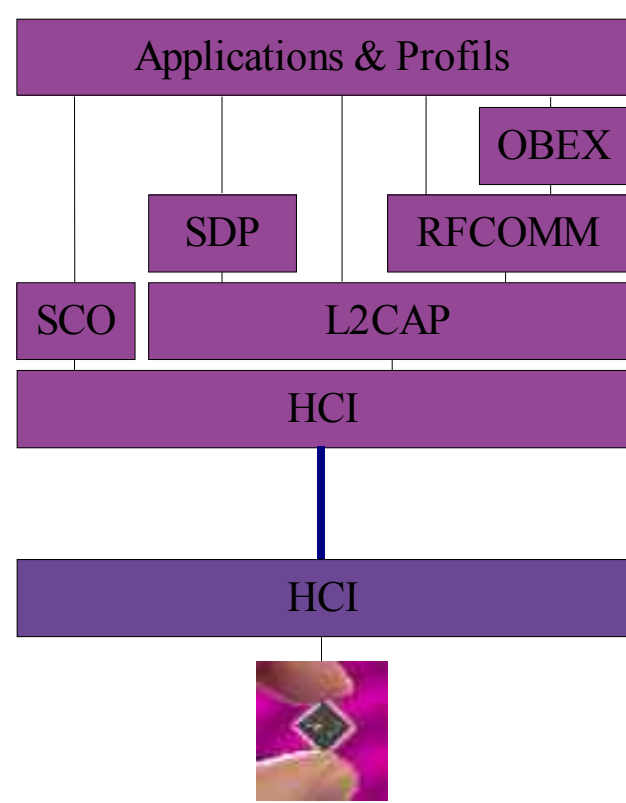 Applications & Profils
OBEX
SDP
RFCOMM
SCO
L2CAP
HCI
HCI